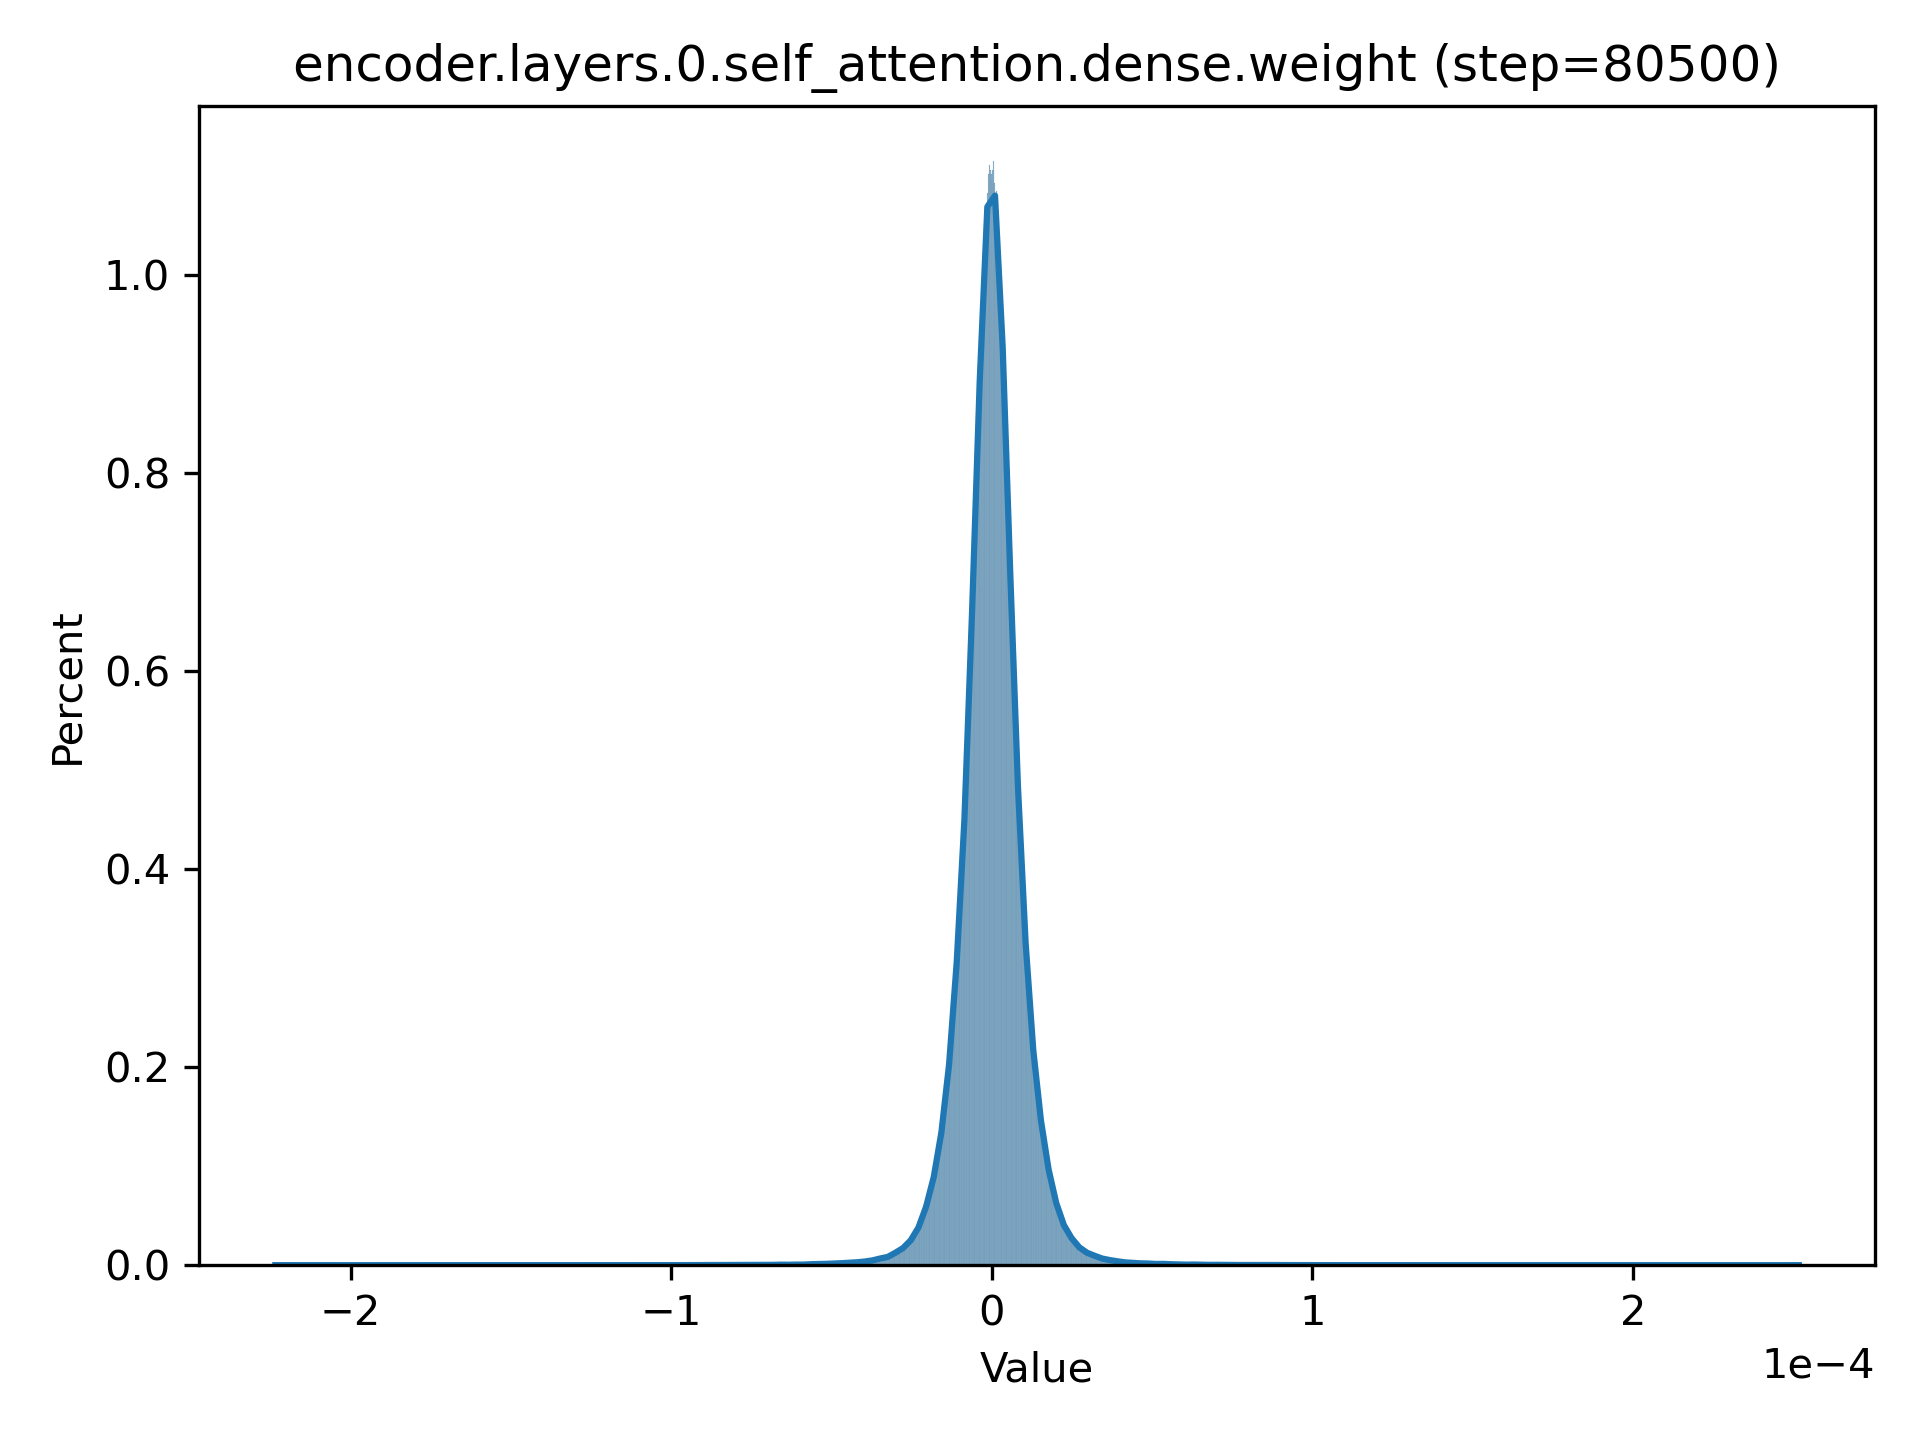 encoder.layers.0.self_attention.dense.weight (step=80500)
Percent
1.0
0.8
0.6
0.4
0.2
0.0
−2 −1 0 1 2
Value
1e−4